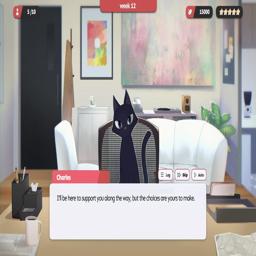 week 12
5 /10
15000
Charles
Log
Skip
Auto
I'll be here to support you along the way, but the choices are yours to make.